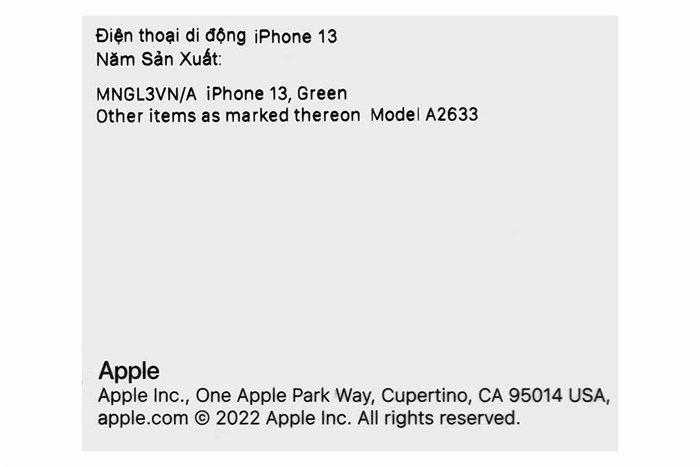 Điện thoại di động iPhone 13
Năm Sản Xuất:
MNGL3VN/A iPhone 13, Green
Other items as marked thereon Model A2633
Apple
Apple Inc., One Apple Park Way, Cupertino, CA 95014 USA,
apple.com © 2022 Apple Inc. All rights reserved.